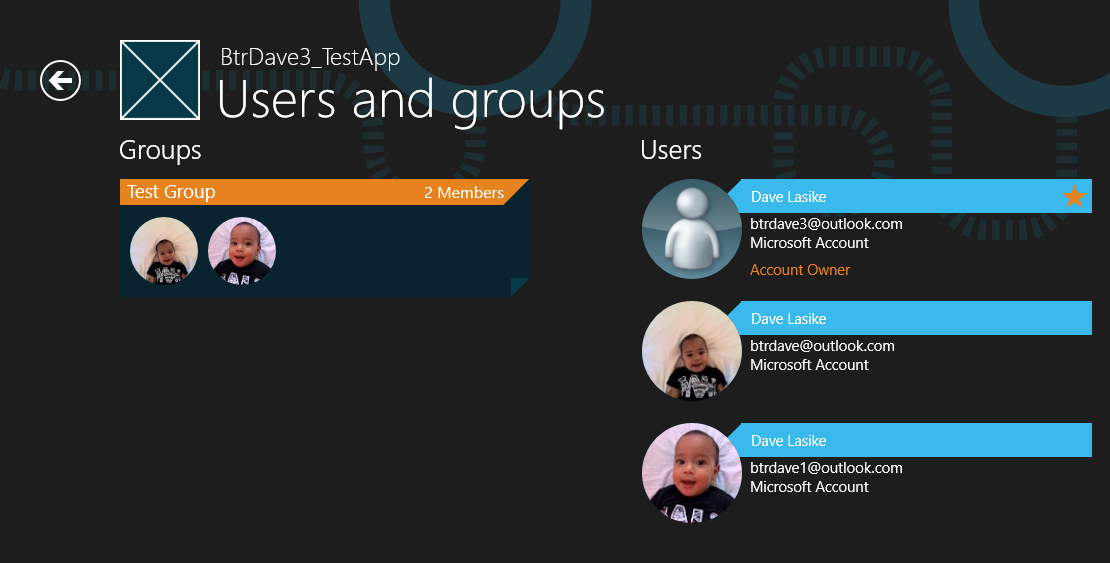 BtrDave3_TestApp
Users and groups
Groups
Test Group 2 Members
Users
Dave Lasike
btrdave3@outlook.com
Microsoft Account
Account Owner
Dave Lasike
btrdave@outlook.com
Microsoft Account
Dave Lasike
btrdave1@outlook.com
Microsoft Account